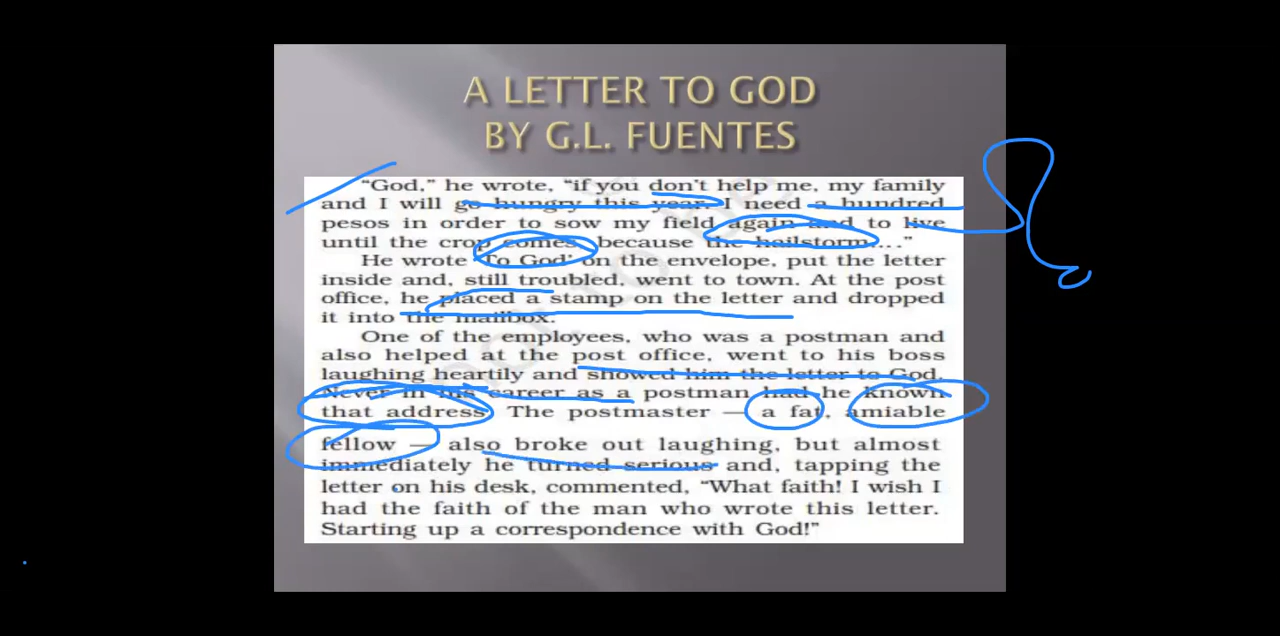 A LETTER TO GOD
BY G.L. FUENTES
“God,” he wrote, “if you don’t help me, my family
and I will go hungry this year. I need a hundred
pesos in order to sow my field again and to live
until the crop comes, because the hailstorm....”
He wrote ‘To God’ on the envelope, put the letter
inside and, still troubled, went to town. At the post
office, he placed a stamp on the letter and dropped
it into the mailbox.
One of the employees, who was a postman and
also helped at the post office, went to his boss
laughing heartily and showed him the letter to God.
Never in his career as a postman had he known
that address. The postmaster — a fat, amiable
fellow — also broke out laughing, but almost
immediately he turned serious and, tapping the
letter on his desk, commented, “What faith! I wish I
had the faith of the man who wrote this letter.
Starting up a correspondence with God!”